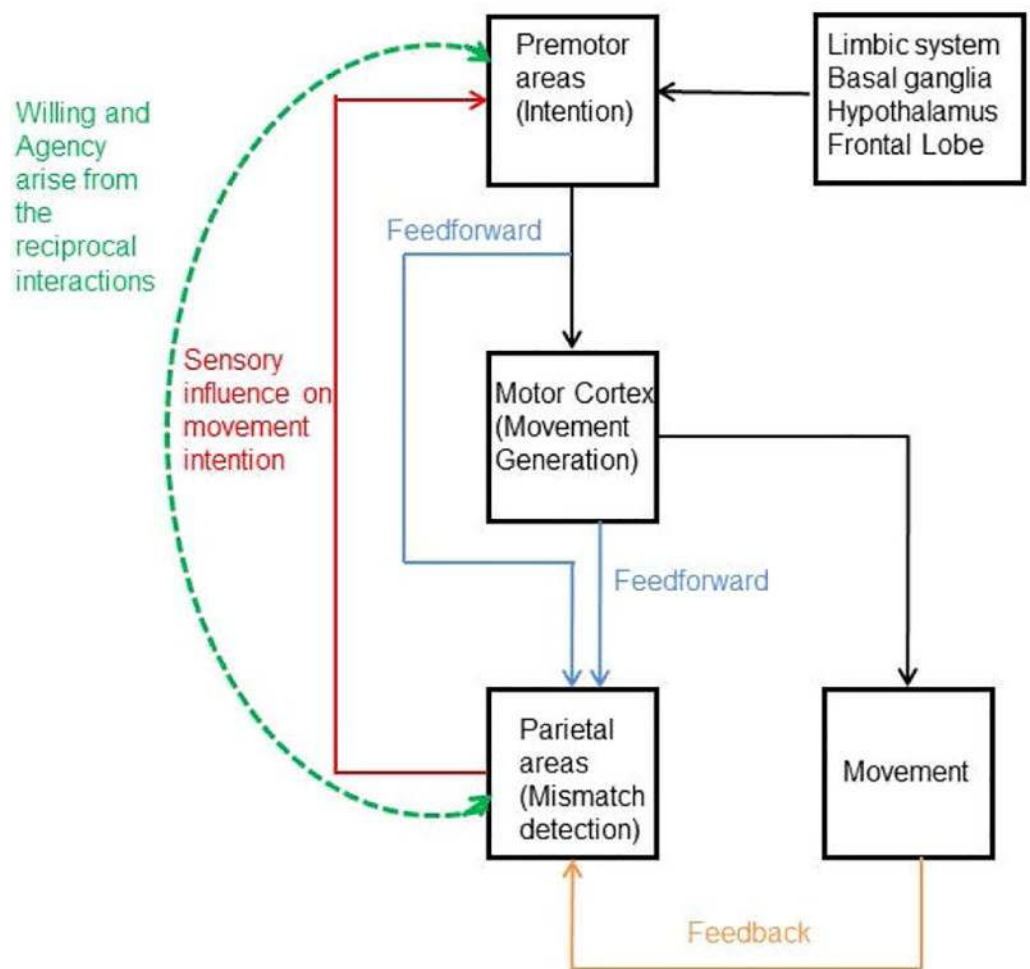 Premotor
areas
(Intention)
Limbic system
Basal ganglia
Hypothalamus
Frontal Lobe
Willing and
Agency
arise from
the
reciprocal
interactions
Feedforward
Sensory
influence on
movement
intention
Motor Cortex
(Movement
Generation)
Feedforward
Parietal
areas
(Mismatch
detection)
Movement
Feedback